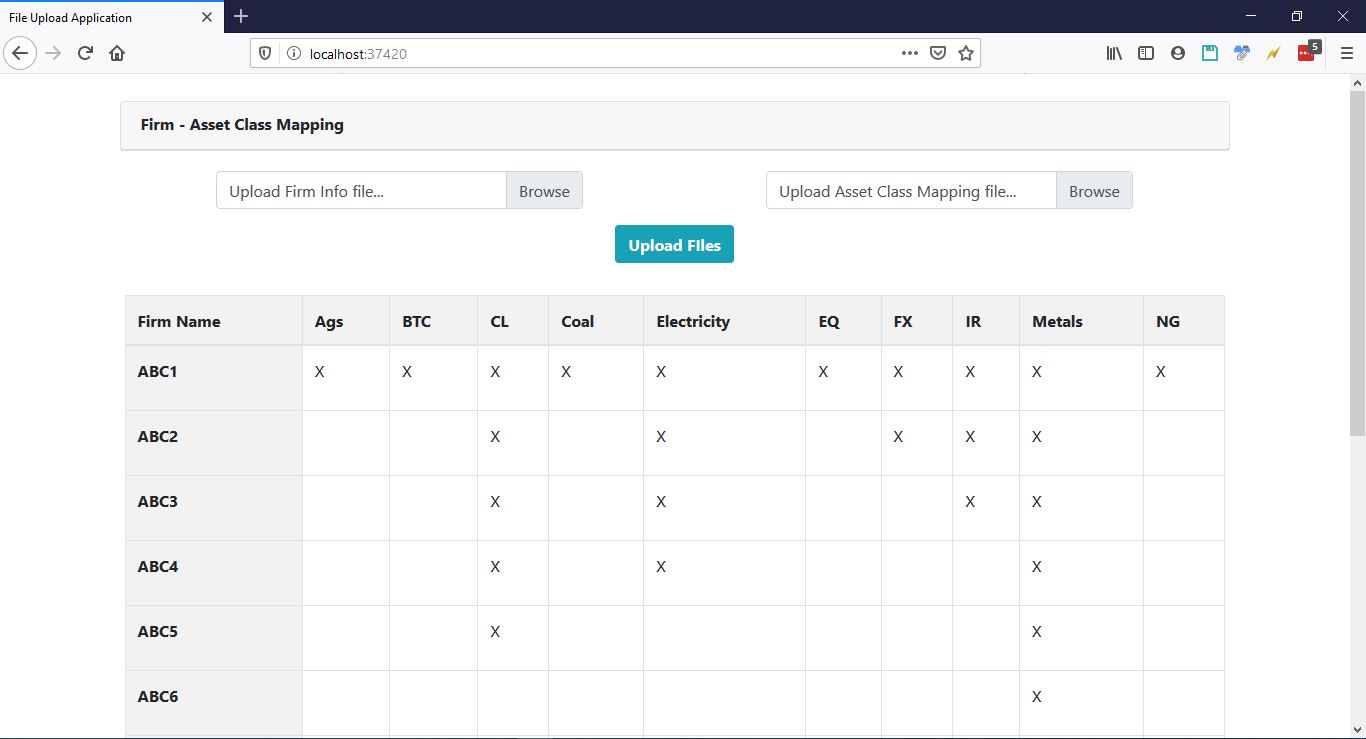 File Upload Application
localhost:37420
5
Firm - Asset Class Mapping
Upload Firm Info file... Browse Upload Asset Class Mapping file... Browse
Upload FIles
Firm Name Ags BTC CL Coal Electricity EQ FX IR Metals NG
ABC1 X X X X X X X X X X
ABC2 X X X X X
ABC3 X X X X
ABC4 X X X
ABC5 X X
ABC6 X